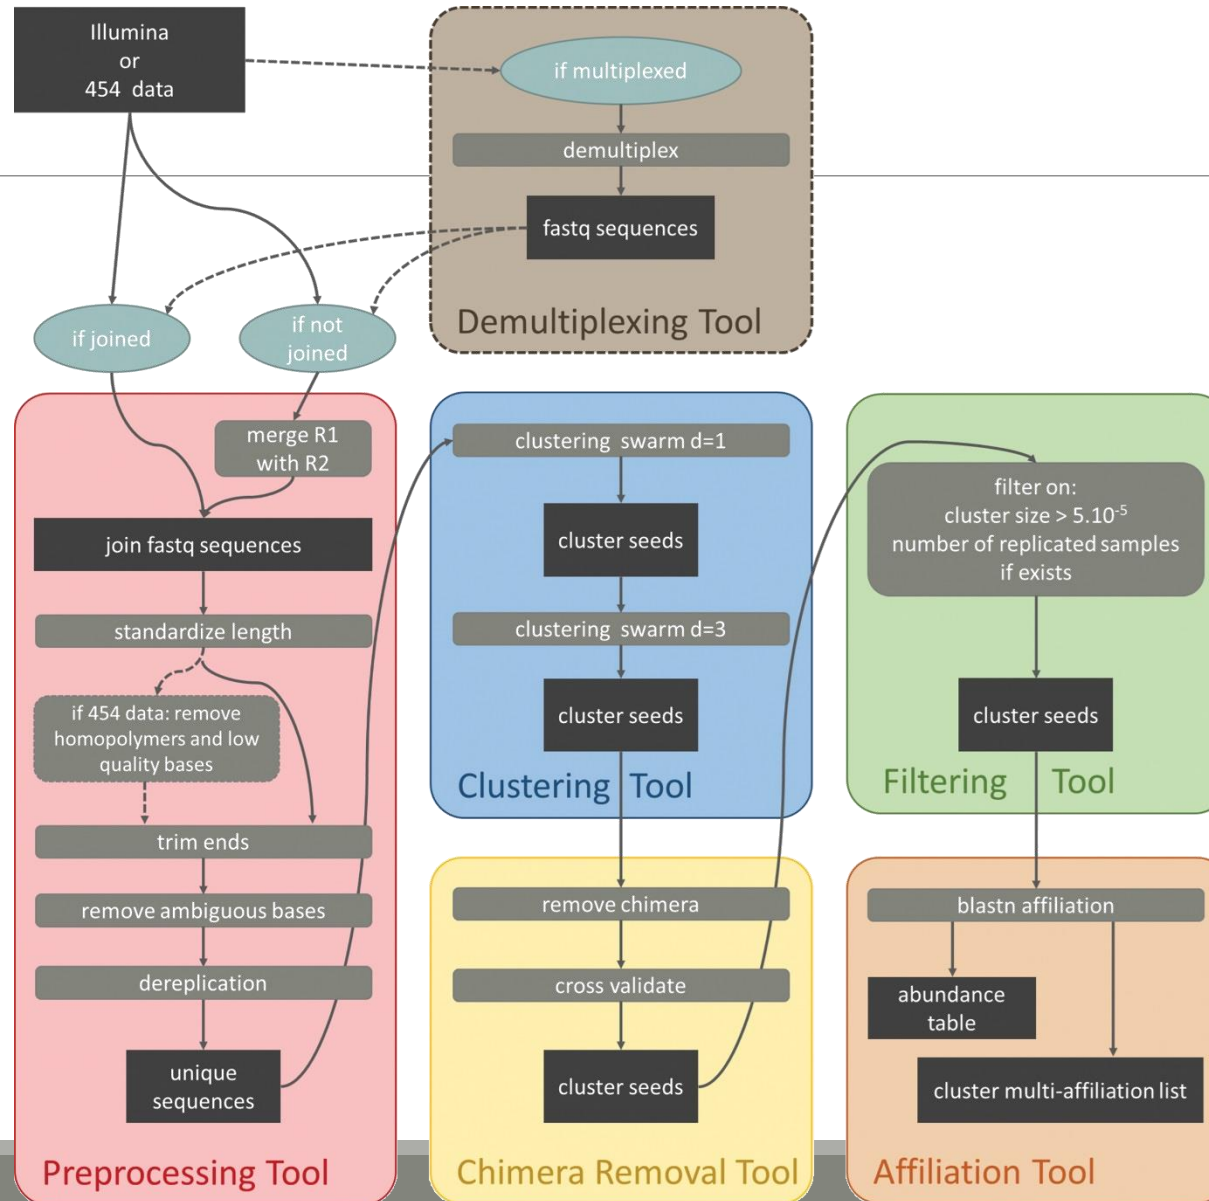 Illumina
or
454 data
if multiplexed
demultiplex
fastq sequences
Demultiplexing Tool
if joined
if not
joined
merge R1
with R2
join fastq sequences
standardize length
if 454 data: remove
homopolymers and low
quality bases
trim ends
remove ambiguous bases
dereplication
unique
sequences
Preprocessing Tool
clustering swarm d=1
cluster seeds
clustering swarm d=3
cluster seeds
Clustering Tool
remove chimera
cross validate
cluster seeds
Chimera Removal Tool
filter on:
cluster size > 5.10⁻⁵
number of replicated samples
if exists
cluster seeds
Filtering Tool
blastn affiliation
abundance
table
cluster multi-affiliation list
Affiliation Tool